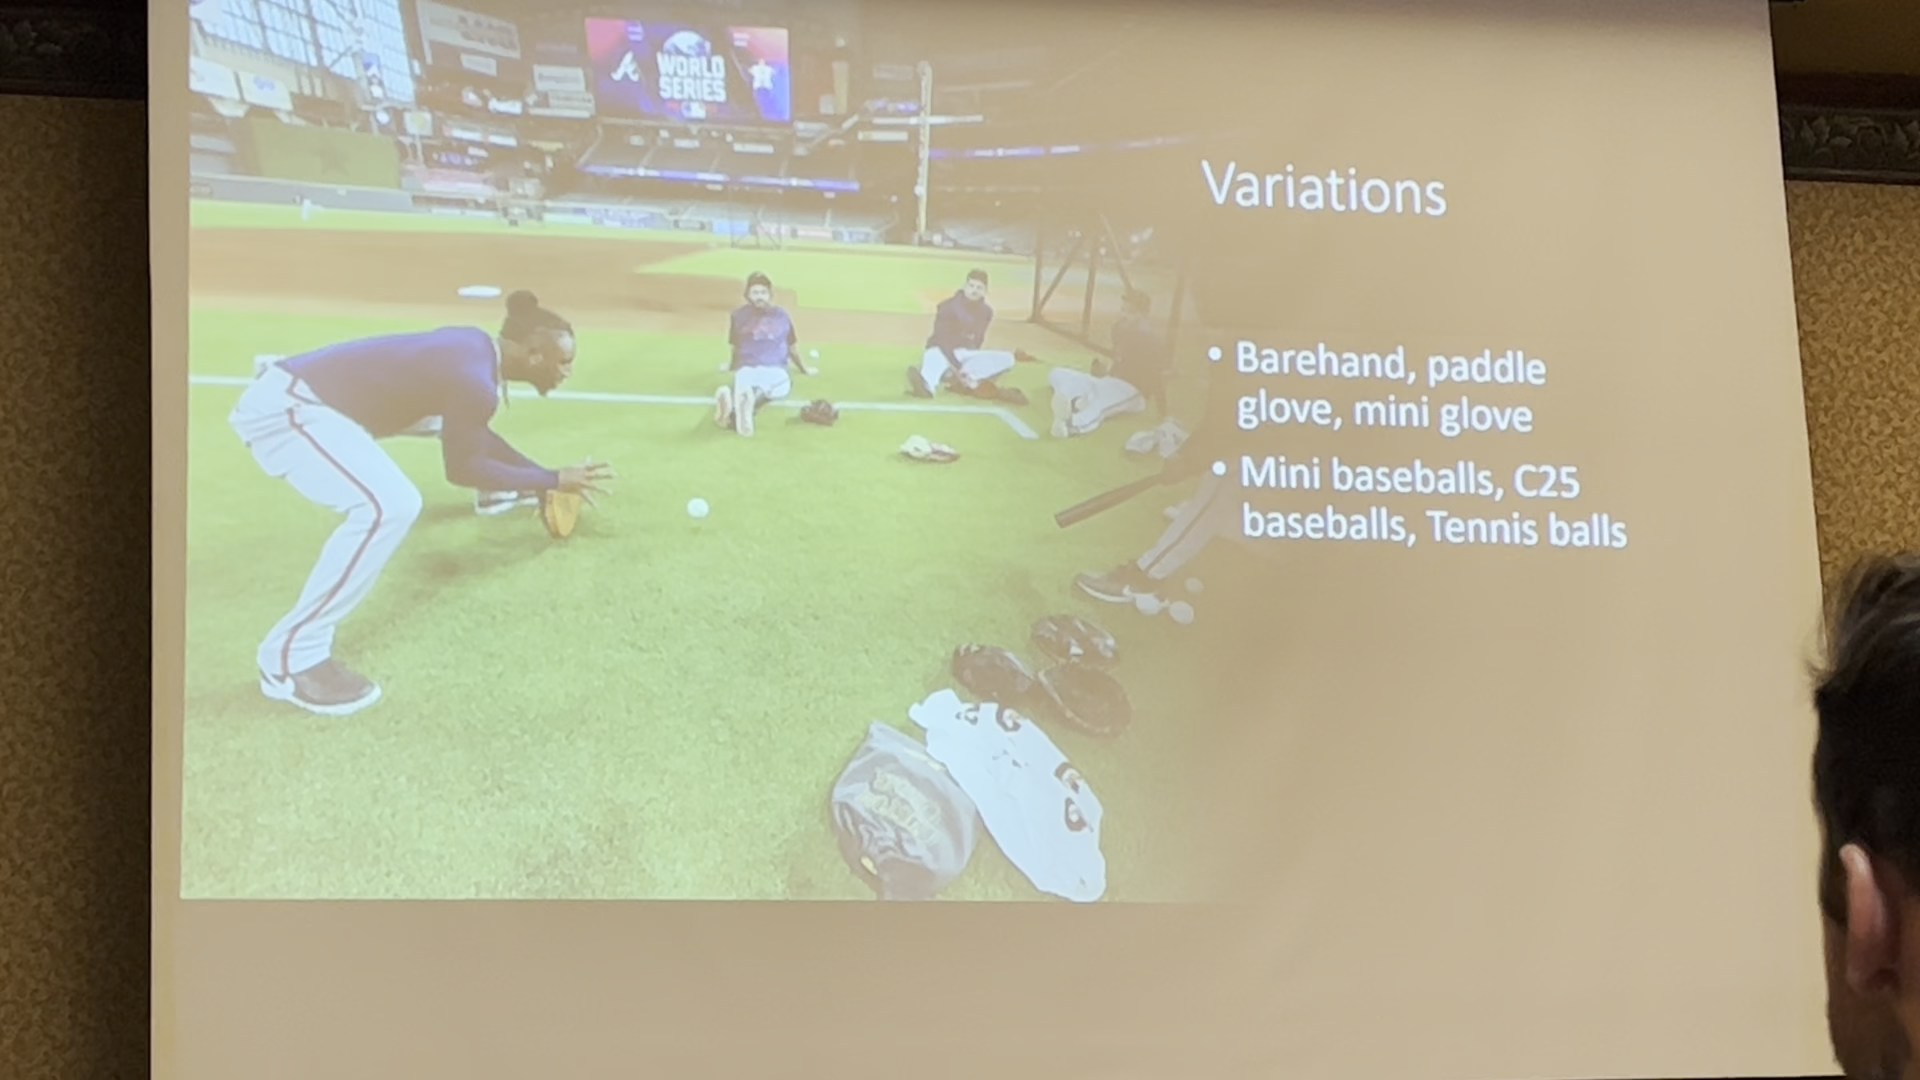 WORLD
SERIES
Variations
• Barehand, paddle
glove, mini glove
• Mini baseballs, C25
baseballs, Tennis balls